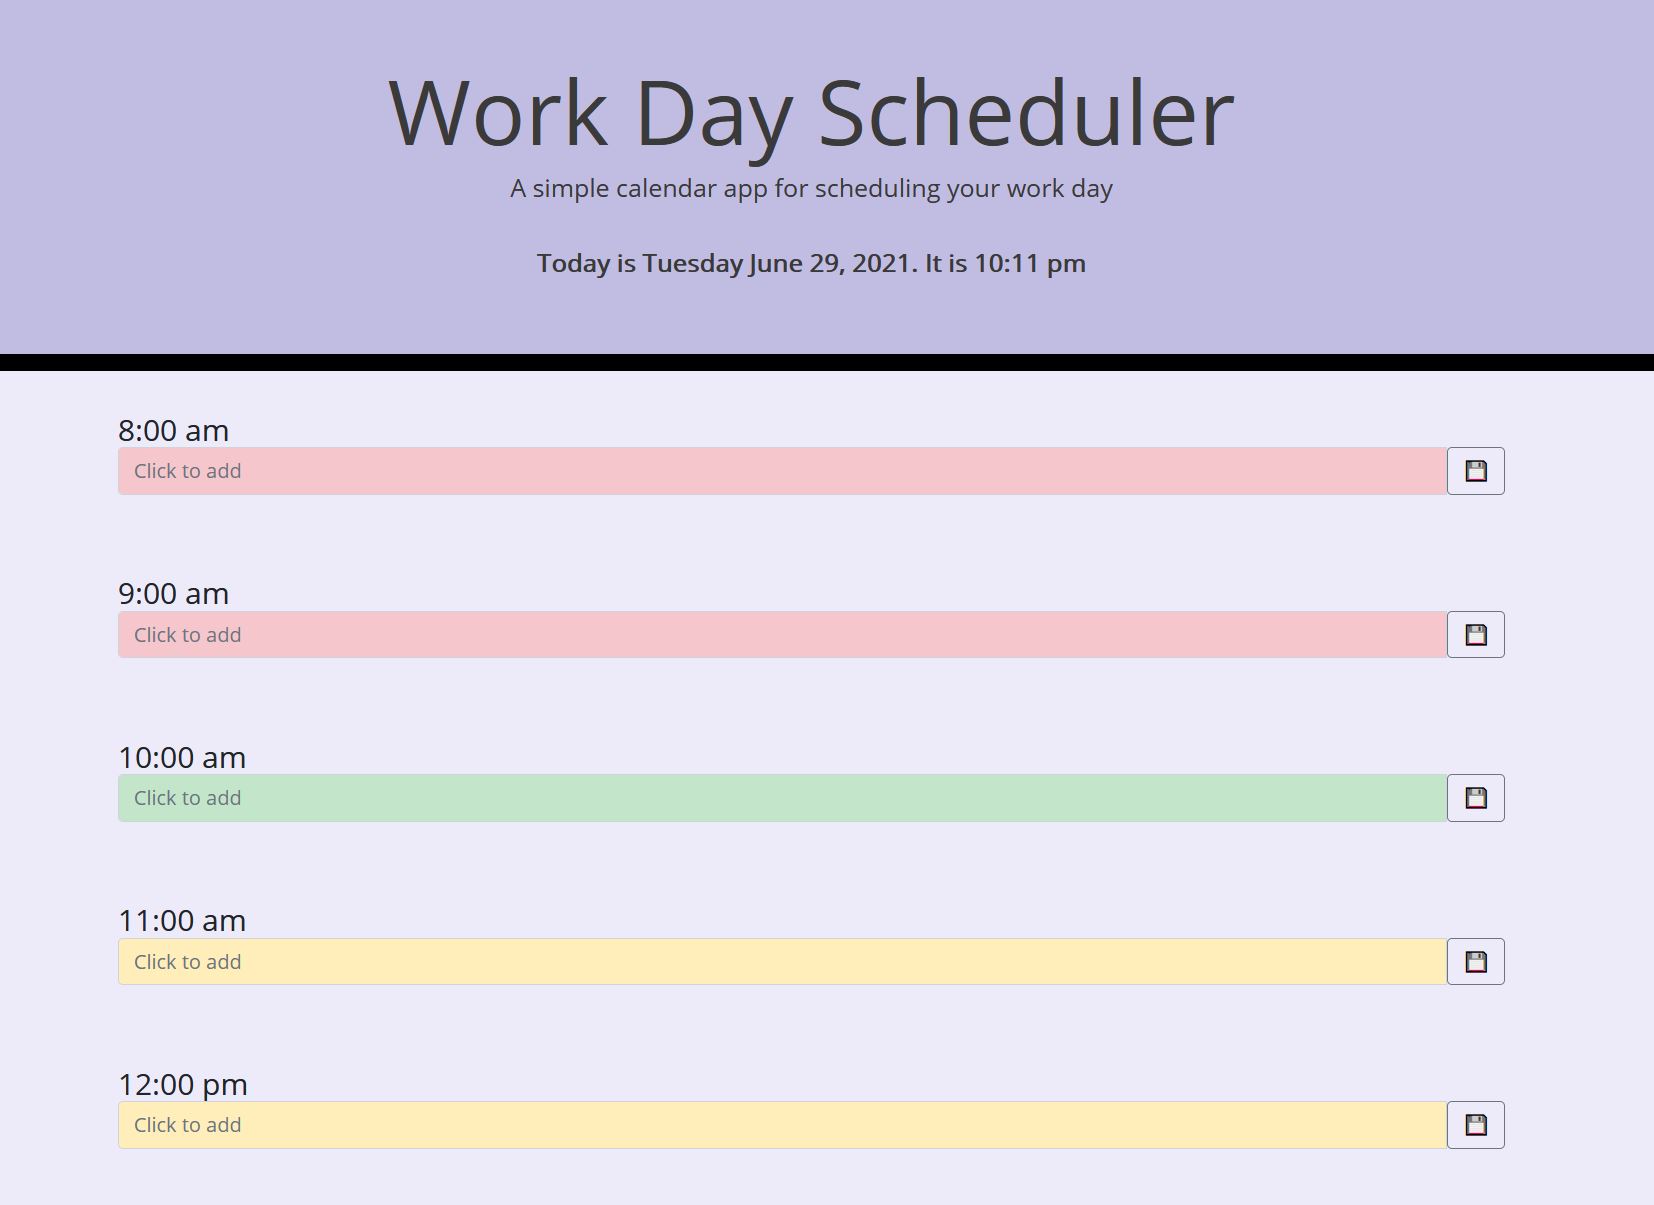 Work Day Scheduler
A simple calendar app for scheduling your work day
Today is Tuesday June 29, 2021. It is 10:11 pm
8:00 am
Click to add
9:00 am
Click to add
10:00 am
Click to add
11:00 am
Click to add
12:00 pm
Click to add